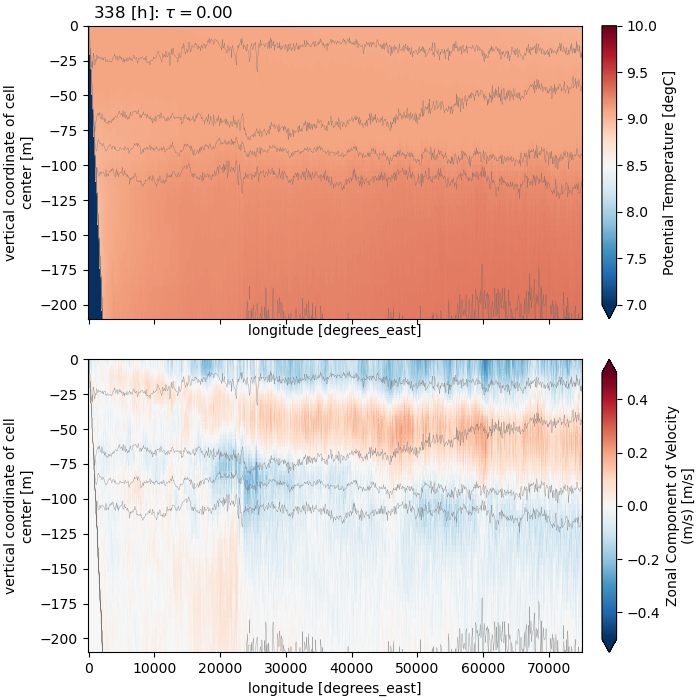 338 [h]: τ = 0.00
0
−25
−50
−75
−100
−125
−150
−175
−200
vertical coordinate of cell
center [m]
longitude [degrees_east]
10.0
9.5
9.0
8.5
8.0
7.5
7.0
Potential Temperature [degC]
0
−25
−50
−75
−100
−125
−150
−175
−200
vertical coordinate of cell
center [m]
0 10000 20000 30000 40000 50000 60000 70000
longitude [degrees_east]
0.4
0.2
0.0
−0.2
−0.4
Zonal Component of Velocity
(m/s) [m/s]